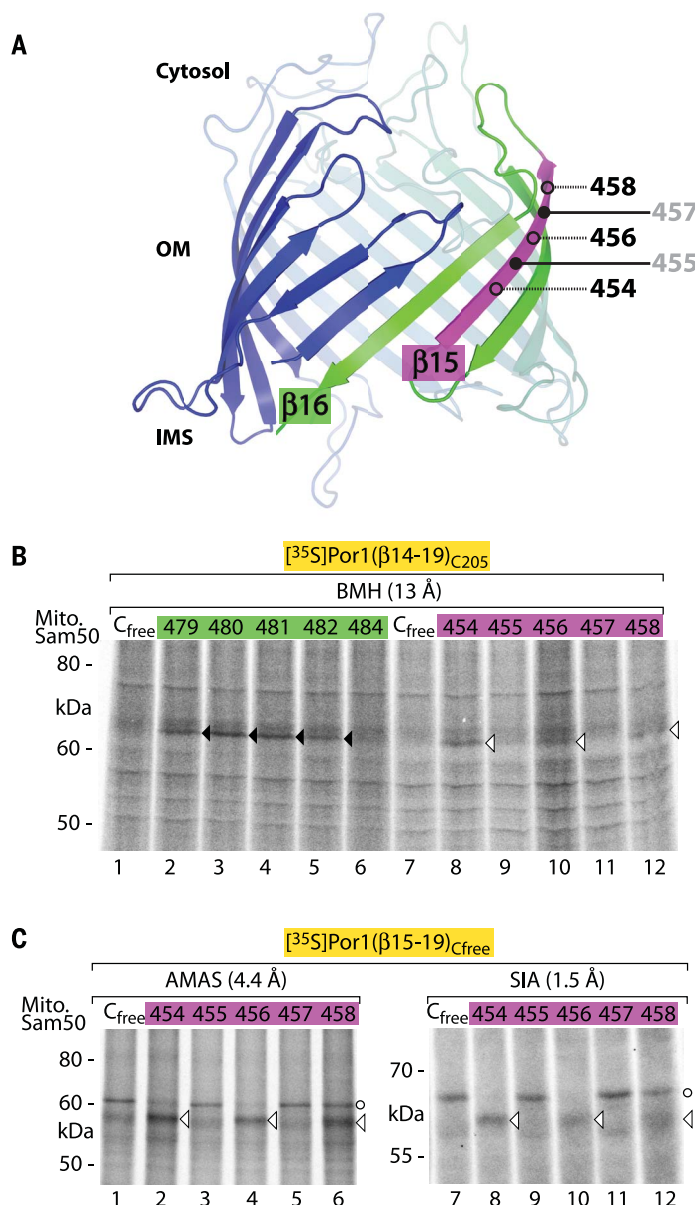 A
Cytosol
458
457
OM
456
455
454
β15
β16
IMS
B
[³⁵S]Por1(β14-19)C205
BMH (13 Å)
Mito.
Sam50 Cfree 479 480 481 482 484 Cfree 454 455 456 457 458
80 -
kDa
60 -
50 -
1 2 3 4 5 6 7 8 9 10 11 12
C
[³⁵S]Por1(β15-19)Cfree
AMAS (4.4 Å) SIA (1.5 Å)
Mito.
Sam50 Cfree 454 455 456 457 458 Cfree 454 455 456 457 458
80 -
60 -
kDa
50 -
70 -
kDa
55 -
1 2 3 4 5 6 7 8 9 10 11 12